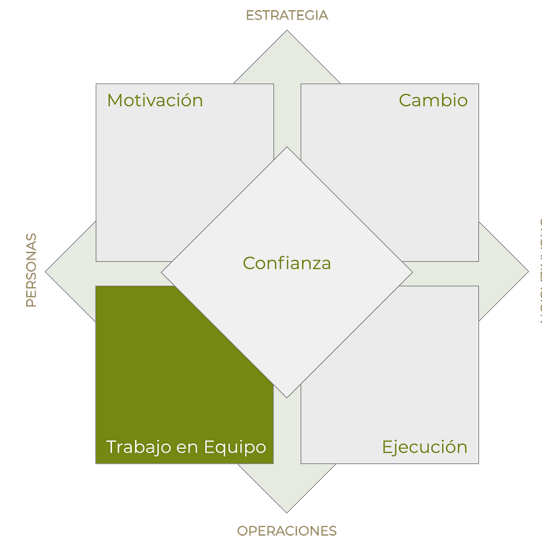 ESTRATEGIA
Motivación
Cambio
PERSONAS
Confianza
Trabajo en Equipo
Ejecución
OPERACIONES